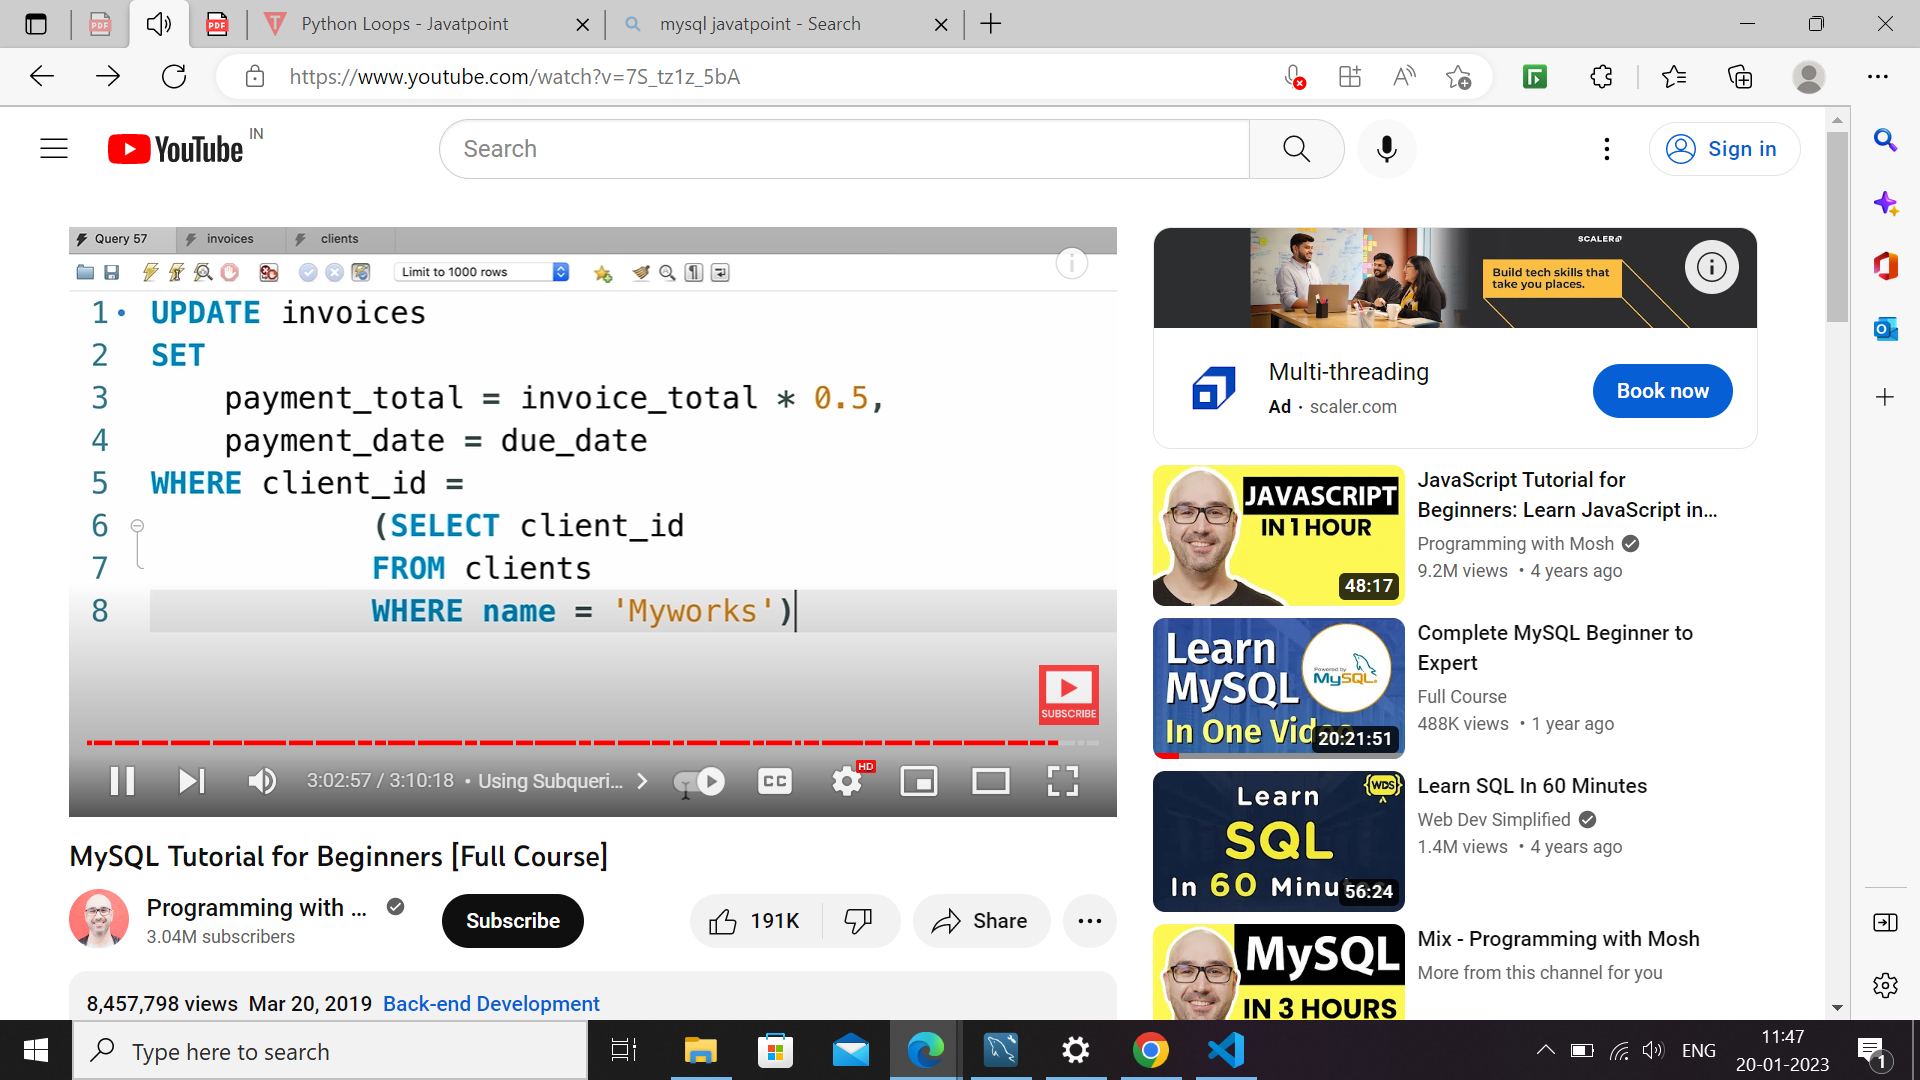 Python Loops - Javatpoint
mysql javatpoint - Search
https://www.youtube.com/watch?v=7S_tz1z_5bA
YouTube IN
Search
Sign in
Query 57
invoices
clients
Limit to 1000 rows
1 UPDATE invoices
2 SET
3 payment_total = invoice_total * 0.5,
4 payment_date = due_date
5 WHERE client_id =
6 (SELECT client_id
7 FROM clients
8 WHERE name = 'Myworks')
SUBSCRIBE
3:02:57 / 3:10:18 • Using Subqueri...
CC
HD
MySQL Tutorial for Beginners [Full Course]
Programming with ...
3.04M subscribers
Subscribe
191K
Share
8,457,798 views Mar 20, 2019 Back-end Development
SCALER
Build tech skills that
take you places.
Multi-threading
Ad · scaler.com
Book now
JAVASCRIPT
IN 1 HOUR
48:17
JavaScript Tutorial for
Beginners: Learn JavaScript in...
Programming with Mosh
9.2M views • 4 years ago
Learn
MySQL
In One Video
Powered by
MySQL
20:21:51
Complete MySQL Beginner to
Expert
Full Course
488K views • 1 year ago
Learn
SQL
In 60 Minutes
WDS
56:24
Learn SQL In 60 Minutes
Web Dev Simplified
1.4M views • 4 years ago
MySQL
IN 3 HOURS
Mix - Programming with Mosh
More from this channel for you
Type here to search
ENG
11:47
20-01-2023
1